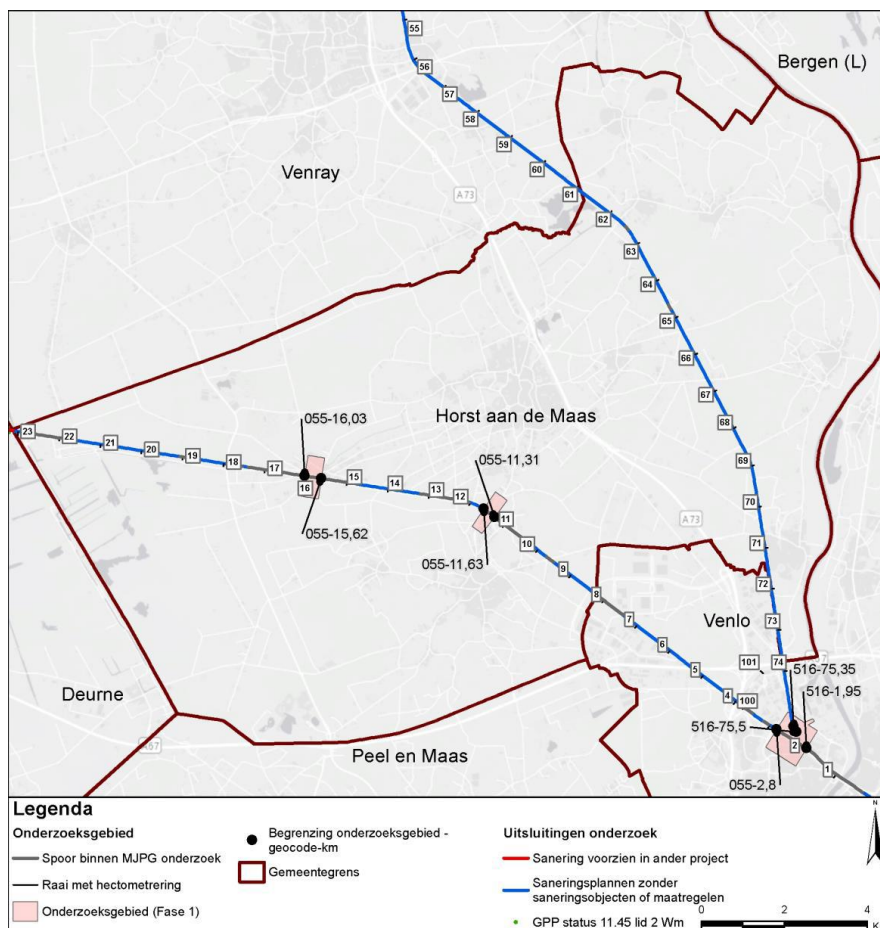 55
56
57
58
59
60
61
62
63
64
65
66
67
68
69
70
71
72
73
74
Bergen (L)
Venray
A73
Horst aan de Maas
055-16,03
055-11,31
23
22
21
20
19
18
17
16
15
14
13
12
11
10
9
8
7
6
5
4
055-15,62
055-11,63
A73
Venlo
101
100
516-75,35
516-1,95
516-75,5
2
1
055-2,8
Deurne
A67
Peel en Maas
Legenda
Onderzoeksgebied
Spoor binnen MJPG onderzoek
Raai met hectometrering
Onderzoeksgebied (Fase 1)
Begrenzing onderzoeksgebied -
geocode-km
Gemeentegrens
Uitsluitingen onderzoek
Sanering voorzien in ander project
Saneringsplannen zonder
saneringsobjecten of maatregelen
GPP status 11.45 lid 2 Wm
N
0 2 4
K